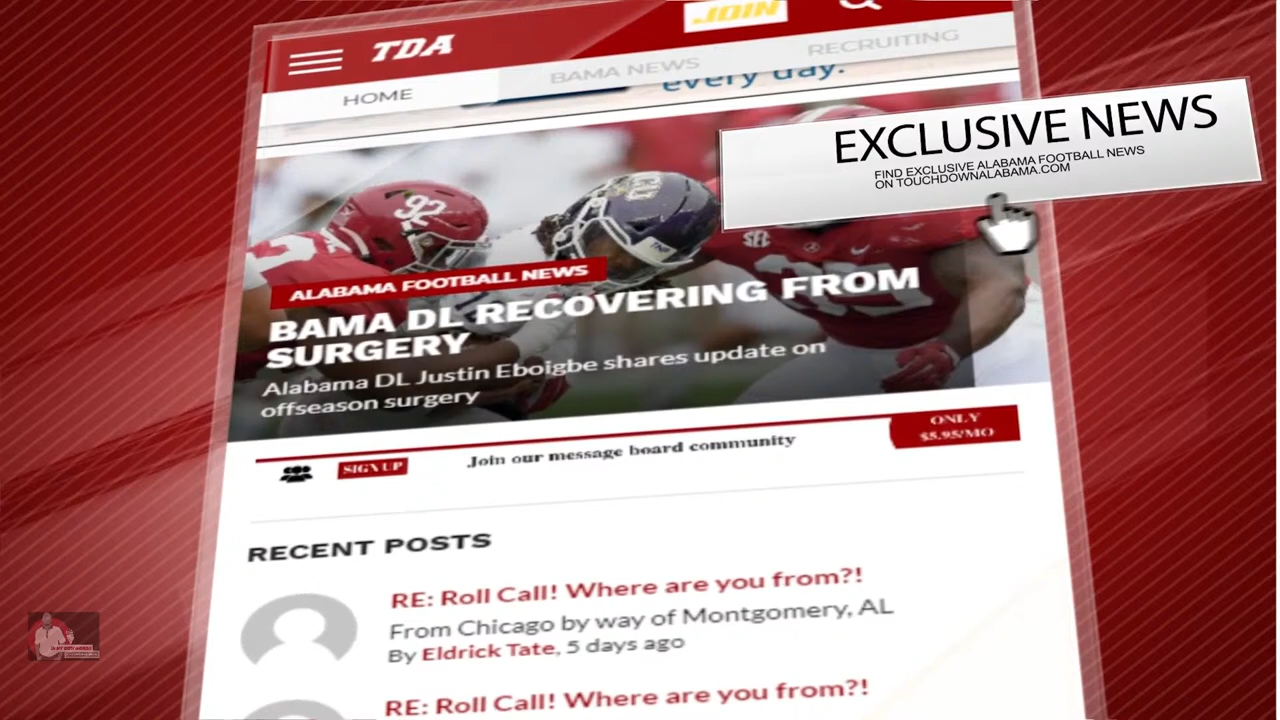 JOIN
TDA
RECRUITING
BAMA NEWS
HOME
every day.
EXCLUSIVE NEWS
FIND EXCLUSIVE ALABAMA FOOTBALL NEWS
ON TOUCHDOWNALABAMA.COM
92
SEC
ALABAMA FOOTBALL NEWS
BAMA DL RECOVERING FROM
SURGERY
Alabama DL Justin Eboigbe shares update on
offseason surgery
ONLY
$5.95/MO
SIGN UP
Join our message board community
RECENT POSTS
RE: Roll Call! Where are you from?!
From Chicago by way of Montgomery, AL
By Eldrick Tate, 5 days ago
RE: Roll Call! Where are you from?!